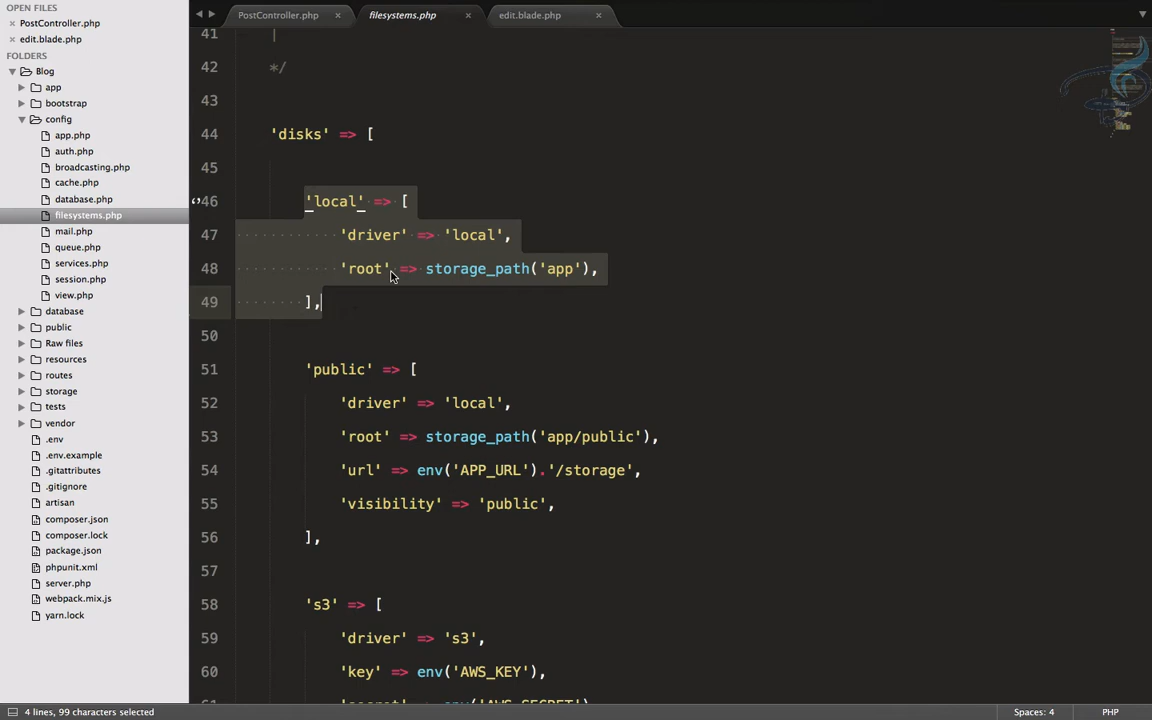 OPEN FILES
PostController.php
edit.blade.php
FOLDERS
Blog
app
bootstrap
config
app.php
auth.php
broadcasting.php
cache.php
database.php
filesystems.php
mail.php
queue.php
services.php
session.php
view.php
database
public
Raw files
resources
routes
storage
tests
vendor
.env
.env.example
.gitattributes
.gitignore
artisan
composer.json
composer.lock
package.json
phpunit.xml
server.php
webpack.mix.js
yarn.lock
PostController.php filesystems.php edit.blade.php
41 |
42 */
43
44 'disks' => [
45
46 'local' => [
47 'driver' => 'local',
48 'root' => storage_path('app'),
49 ],
50
51 'public' => [
52 'driver' => 'local',
53 'root' => storage_path('app/public'),
54 'url' => env('APP_URL').'/storage',
55 'visibility' => 'public',
56 ],
57
58 's3' => [
59 'driver' => 's3',
60 'key' => env('AWS_KEY'),
4 lines, 99 characters selected Spaces: 4 PHP